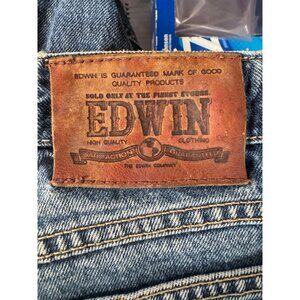 EDWIN IS GUARANTEED MARK OF GOOD
QUALITY PRODUCTS
SOLD ONLY AT THE FINEST STORES.
EDWIN
HIGH QUALITY CLOTHING
SATISFACTION GUARANTEED
THE EDWIN COMPANY